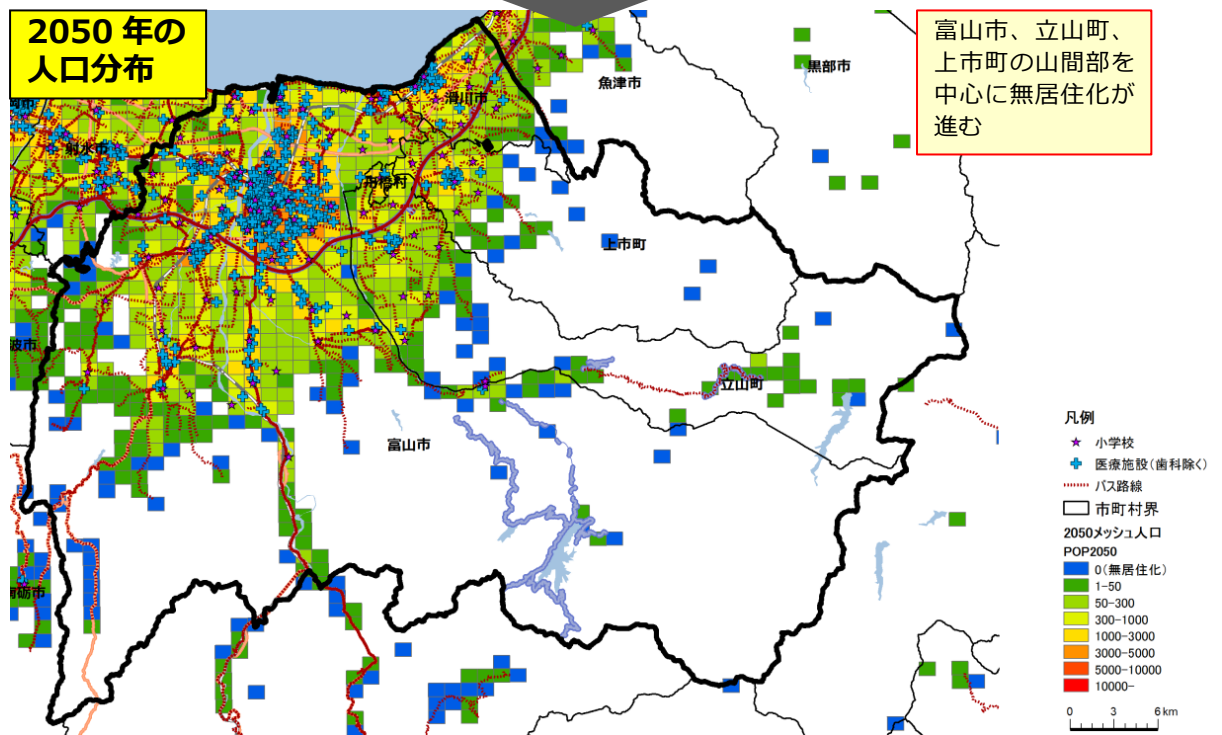 2050 年の
人口分布
富山市、立山町、
上市町の山間部を
中心に無居住化が
進む
黒部市
魚津市
滑川市
射水市
舟橋村
上市町
立山町
富山市
凡例
小学校
医療施設(歯科除く)
バス路線
市町村界
2050メッシュ人口
POP2050
0(無居住化)
1-50
50-300
300-1000
1000-3000
3000-5000
5000-10000
10000-
0 3 6 km